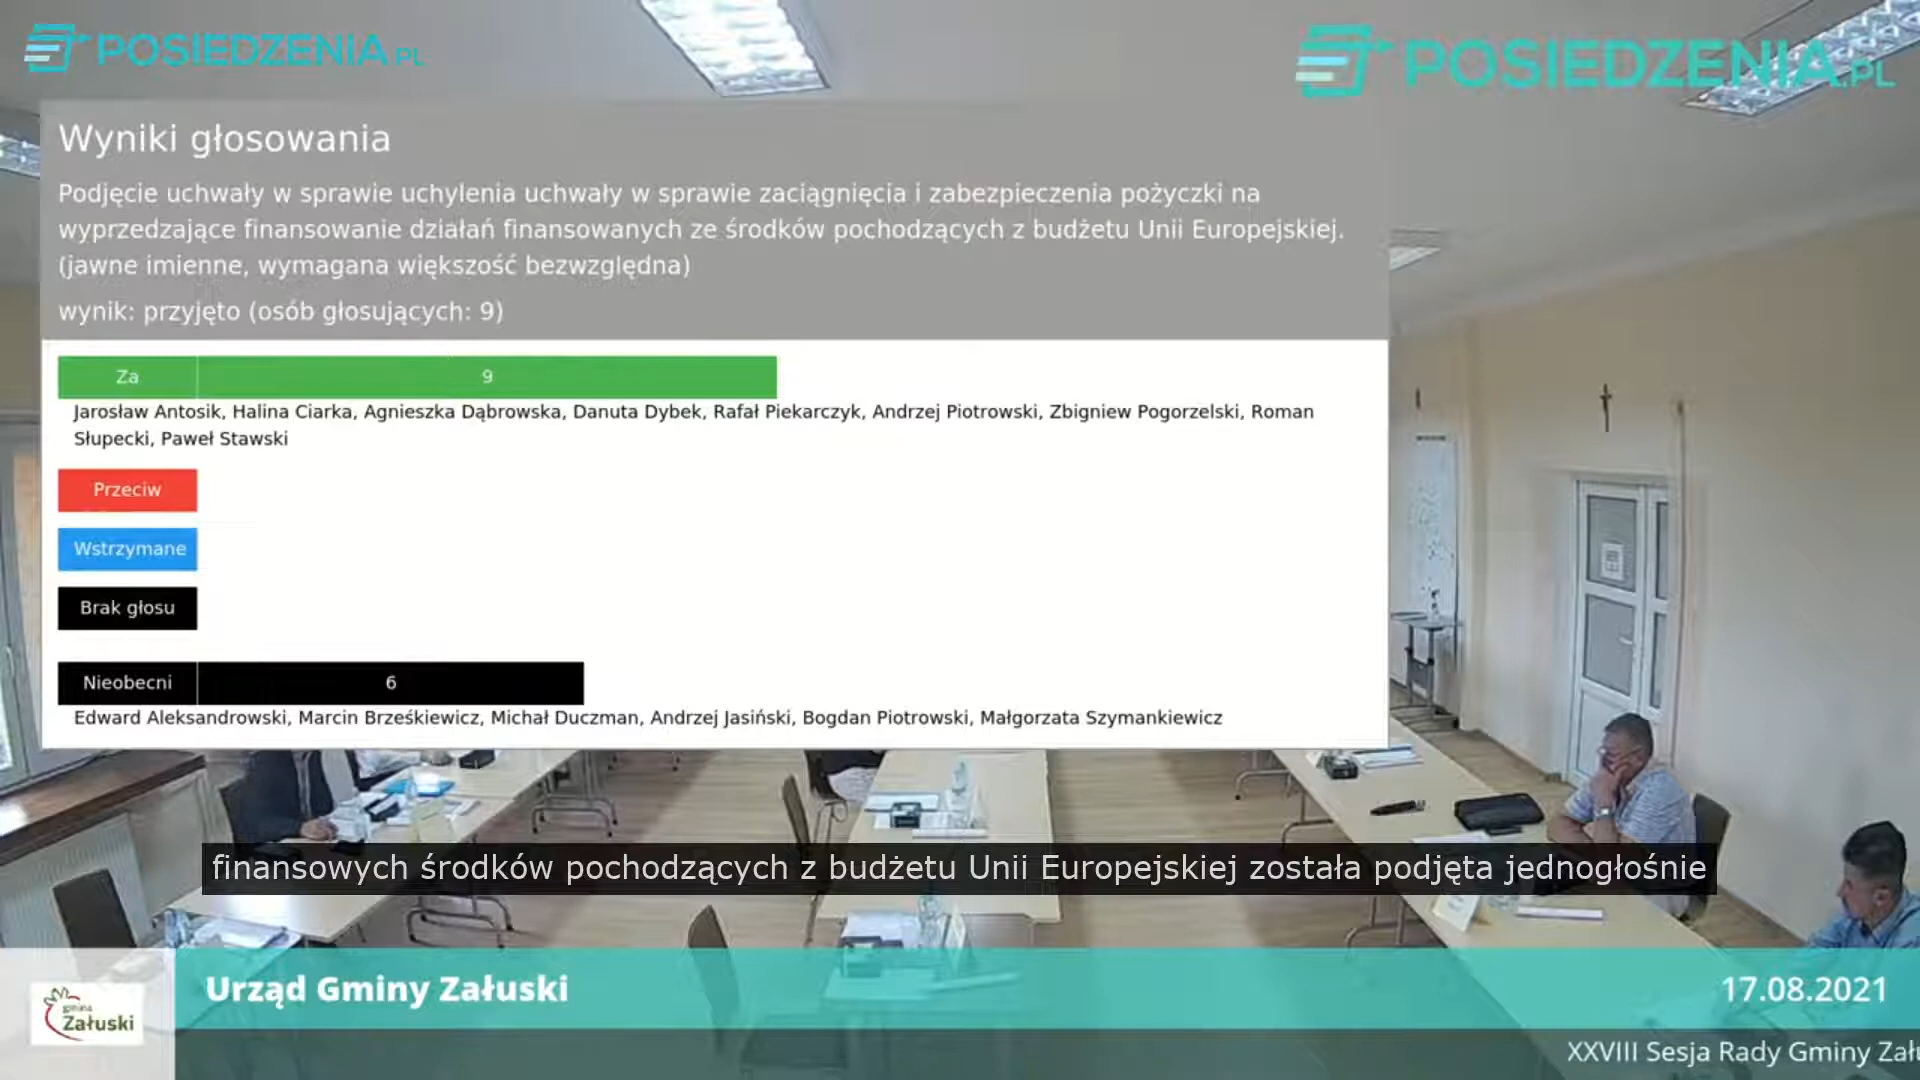 POSIEDZENIA.PL
POSIEDZENIA.PL
Wyniki głosowania
Podjęcie uchwały w sprawie uchylenia uchwały w sprawie zaciągnięcia i zabezpieczenia pożyczki na
wyprzedzające finansowanie działań finansowanych ze środków pochodzących z budżetu Unii Europejskiej.
(jawne imienne, wymagana większość bezwzględna)
wynik: przyjęto (osób głosujących: 9)
Za 9
Jarosław Antosik, Halina Ciarka, Agnieszka Dąbrowska, Danuta Dybek, Rafał Piekarczyk, Andrzej Piotrowski, Zbigniew Pogorzelski, Roman
Słupecki, Paweł Stawski
Przeciw
Wstrzymane
Brak głosu
Nieobecni 6
Edward Aleksandrowski, Marcin Brześkiewicz, Michał Duczman, Andrzej Jasiński, Bogdan Piotrowski, Małgorzata Szymankiewicz
finansowych środków pochodzących z budżetu Unii Europejskiej została podjęta jednogłośnie
gmina
Załuski
Urząd Gminy Załuski
17.08.2021
XXVIII Sesja Rady Gminy Zału